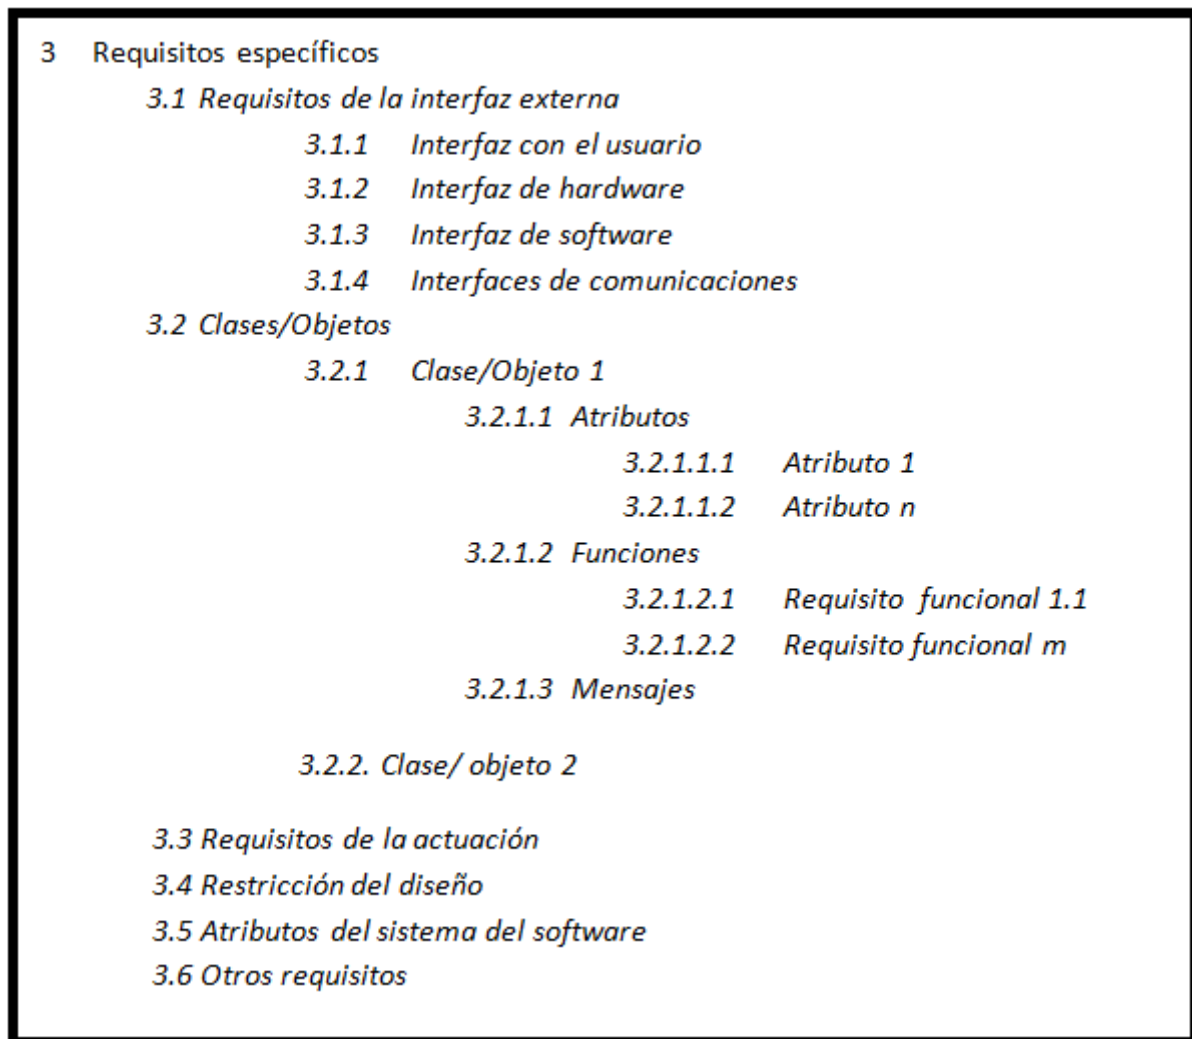 3 Requisitos específicos
3.1 Requisitos de la interfaz externa
3.1.1 Interfaz con el usuario
3.1.2 Interfaz de hardware
3.1.3 Interfaz de software
3.1.4 Interfaces de comunicaciones
3.2 Clases/Objetos
3.2.1 Clase/Objeto 1
3.2.1.1 Atributos
3.2.1.1.1 Atributo 1
3.2.1.1.2 Atributo n
3.2.1.2 Funciones
3.2.1.2.1 Requisito funcional 1.1
3.2.1.2.2 Requisito funcional m
3.2.1.3 Mensajes
3.2.2. Clase/ objeto 2
3.3 Requisitos de la actuación
3.4 Restricción del diseño
3.5 Atributos del sistema del software
3.6 Otros requisitos